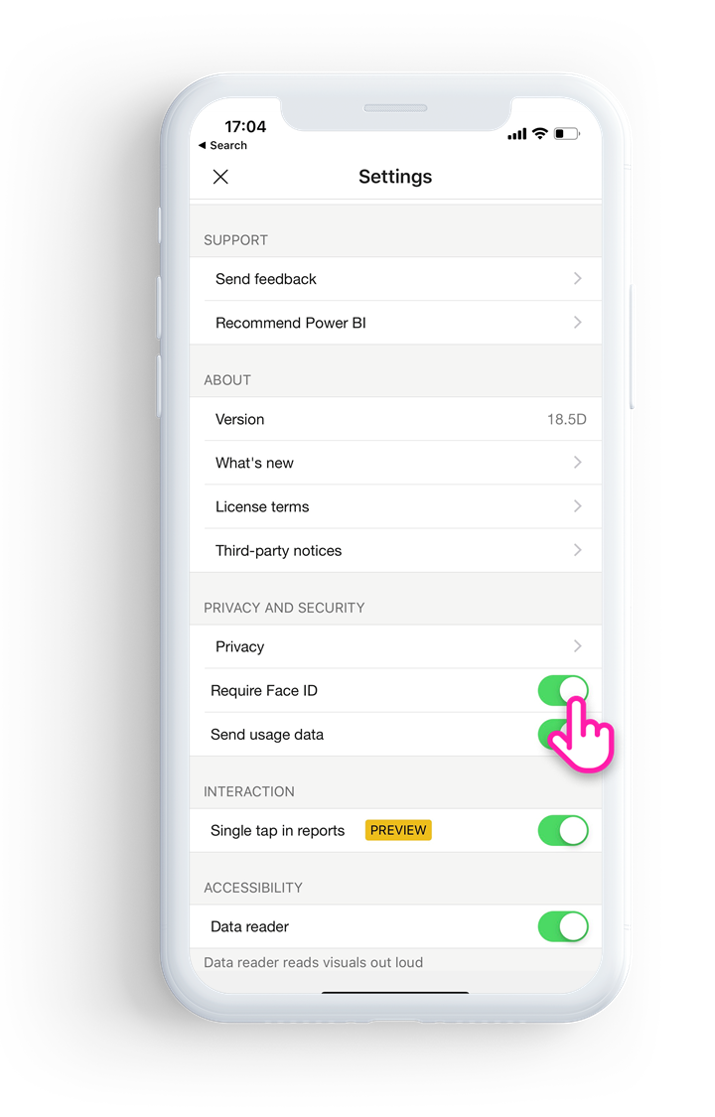 17:04
◀ Search
Settings
SUPPORT
Send feedback
Recommend Power BI
ABOUT
Version 18.5D
What's new
License terms
Third-party notices
PRIVACY AND SECURITY
Privacy
Require Face ID
Send usage data
INTERACTION
Single tap in reports PREVIEW
ACCESSIBILITY
Data reader
Data reader reads visuals out loud